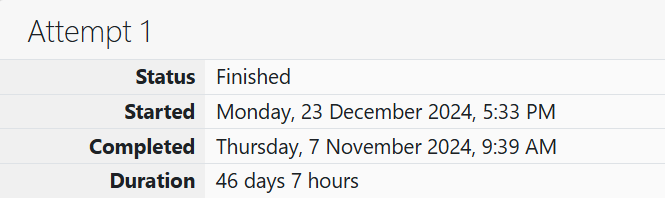 Attempt 1
Status Finished
Started Monday, 23 December 2024, 5:33 PM
Completed Thursday, 7 November 2024, 9:39 AM
Duration 46 days 7 hours